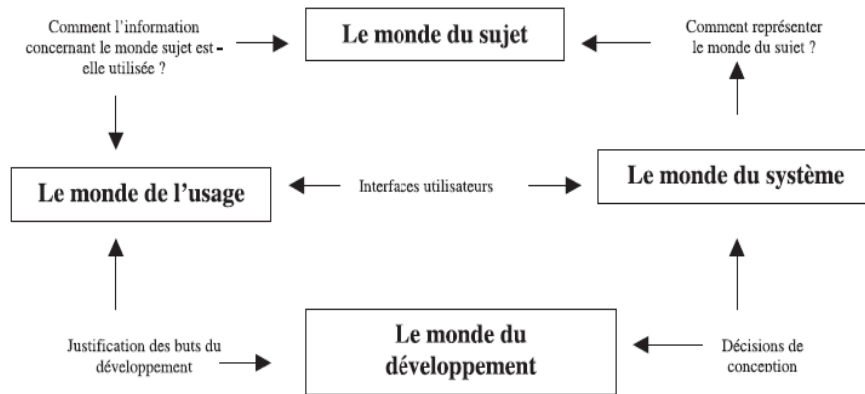 Comment l'information
concernant le monde sujet est-
elle utilisée ?
Le monde du sujet
Comment représenter
le monde du sujet ?
Le monde de l'usage
Interfaces utilisateurs
Le monde du système
Justification des buts du
développement
Le monde du
développement
Décisions de
conception